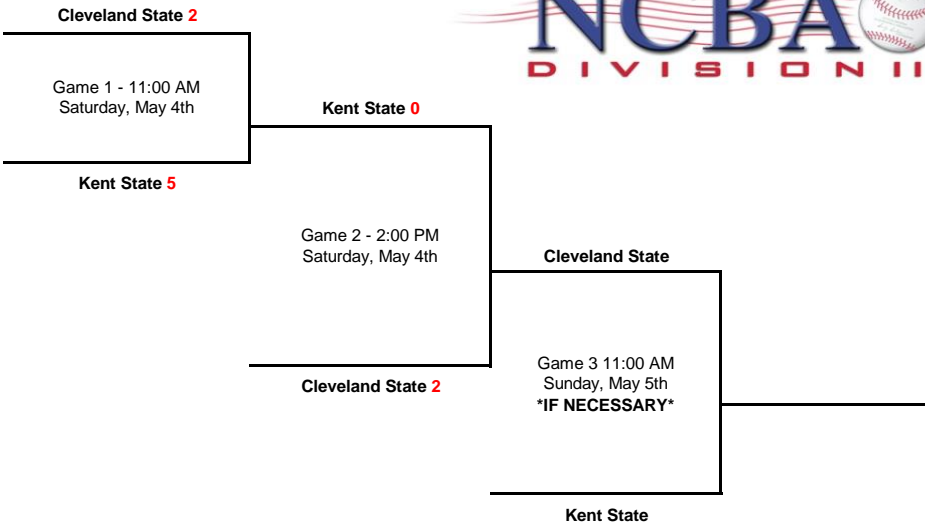 Cleveland State 2
NCBA
DIVISION II
Game 1 - 11:00 AM
Saturday, May 4th
Kent State 0
Kent State 5
Game 2 - 2:00 PM
Saturday, May 4th
Cleveland State
Game 3 11:00 AM
Sunday, May 5th
*IF NECESSARY*
Cleveland State 2
Kent State